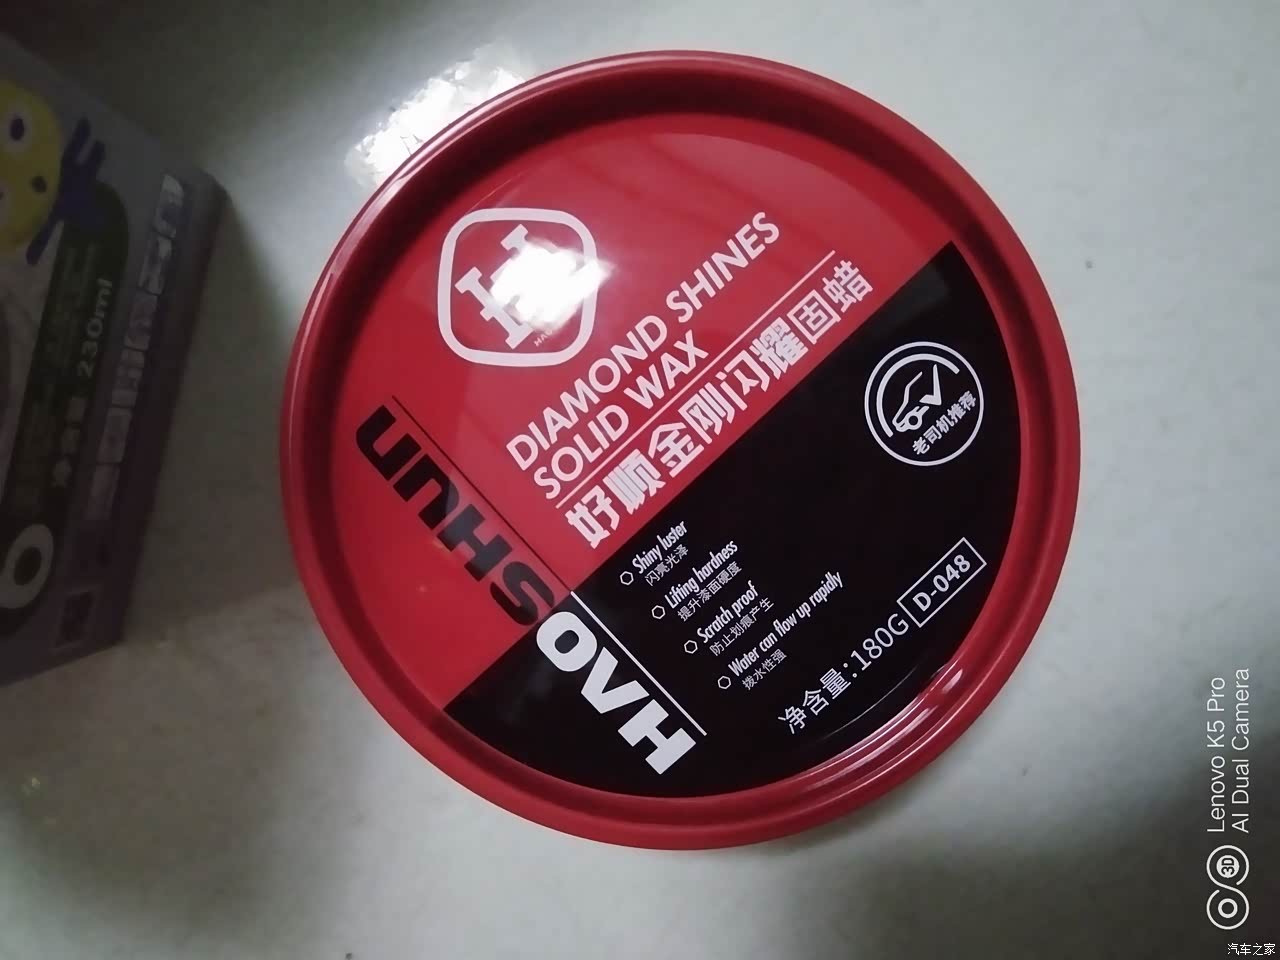 DIAMOND SHINES
SOLID WAX
好顺金刚闪耀固蜡
HAOSHUN
老司机推荐
Shiny luster
闪亮光泽
Lifting hardness
提升漆面硬度
Scratch proof
防止划痕产生
Water can flow up rapidly
拨水性强
净含量:180G D-048
230ml
Lenovo K5 Pro
AI Dual Camera
3D
汽车之家